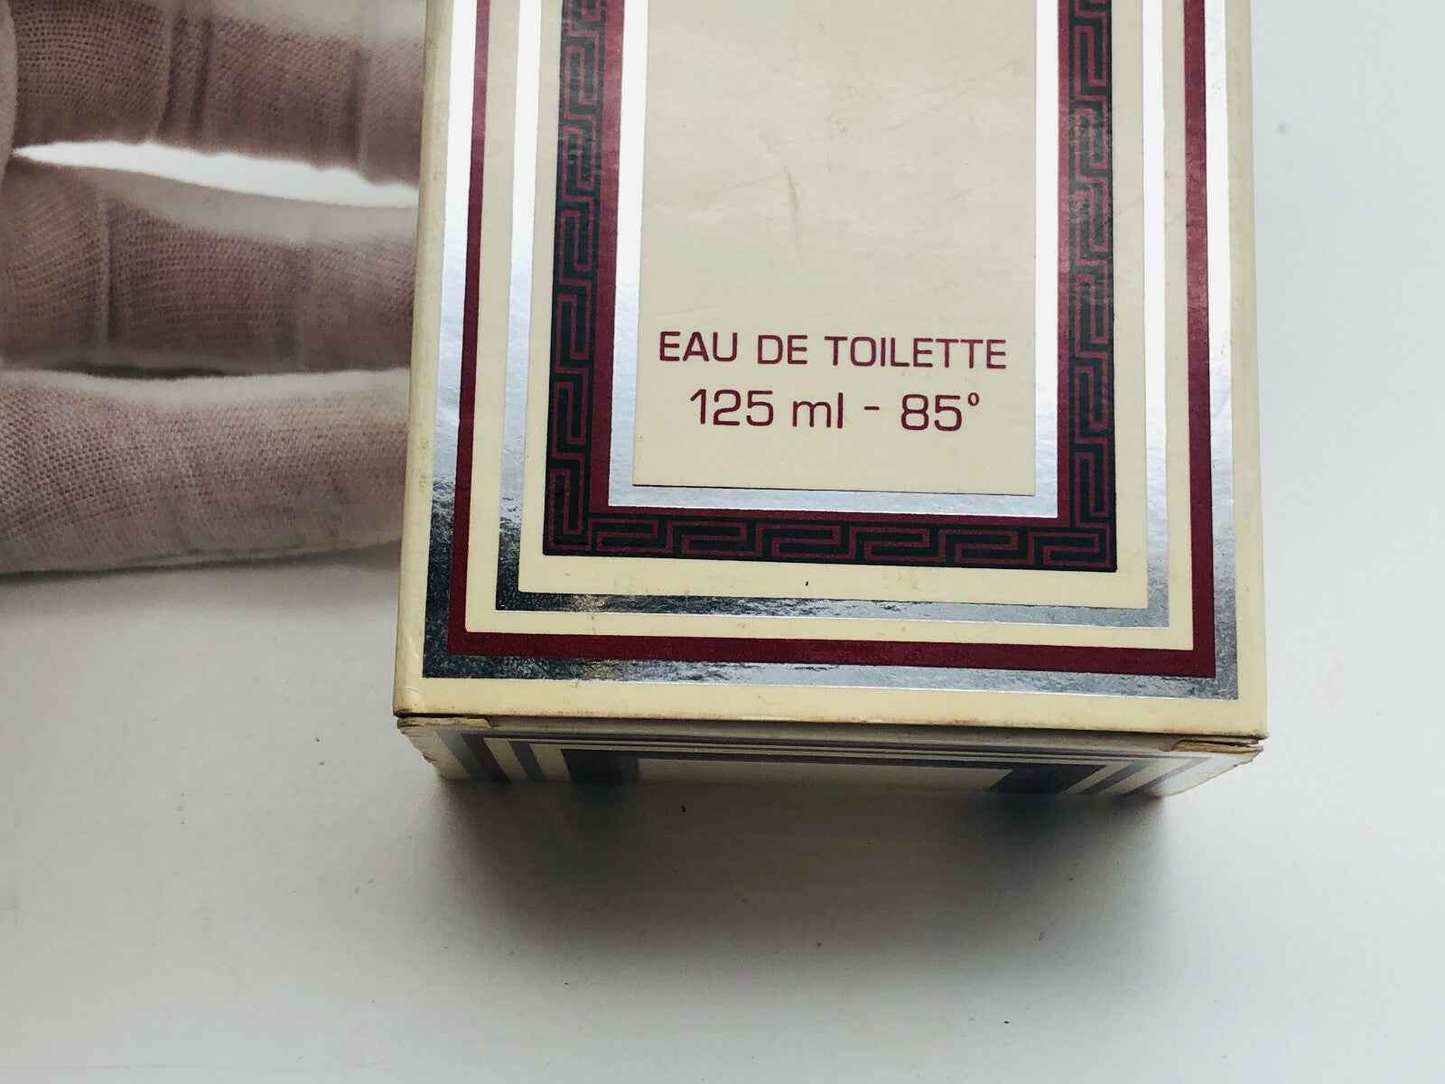 EAU DE TOILETTE
125 ml - 85°